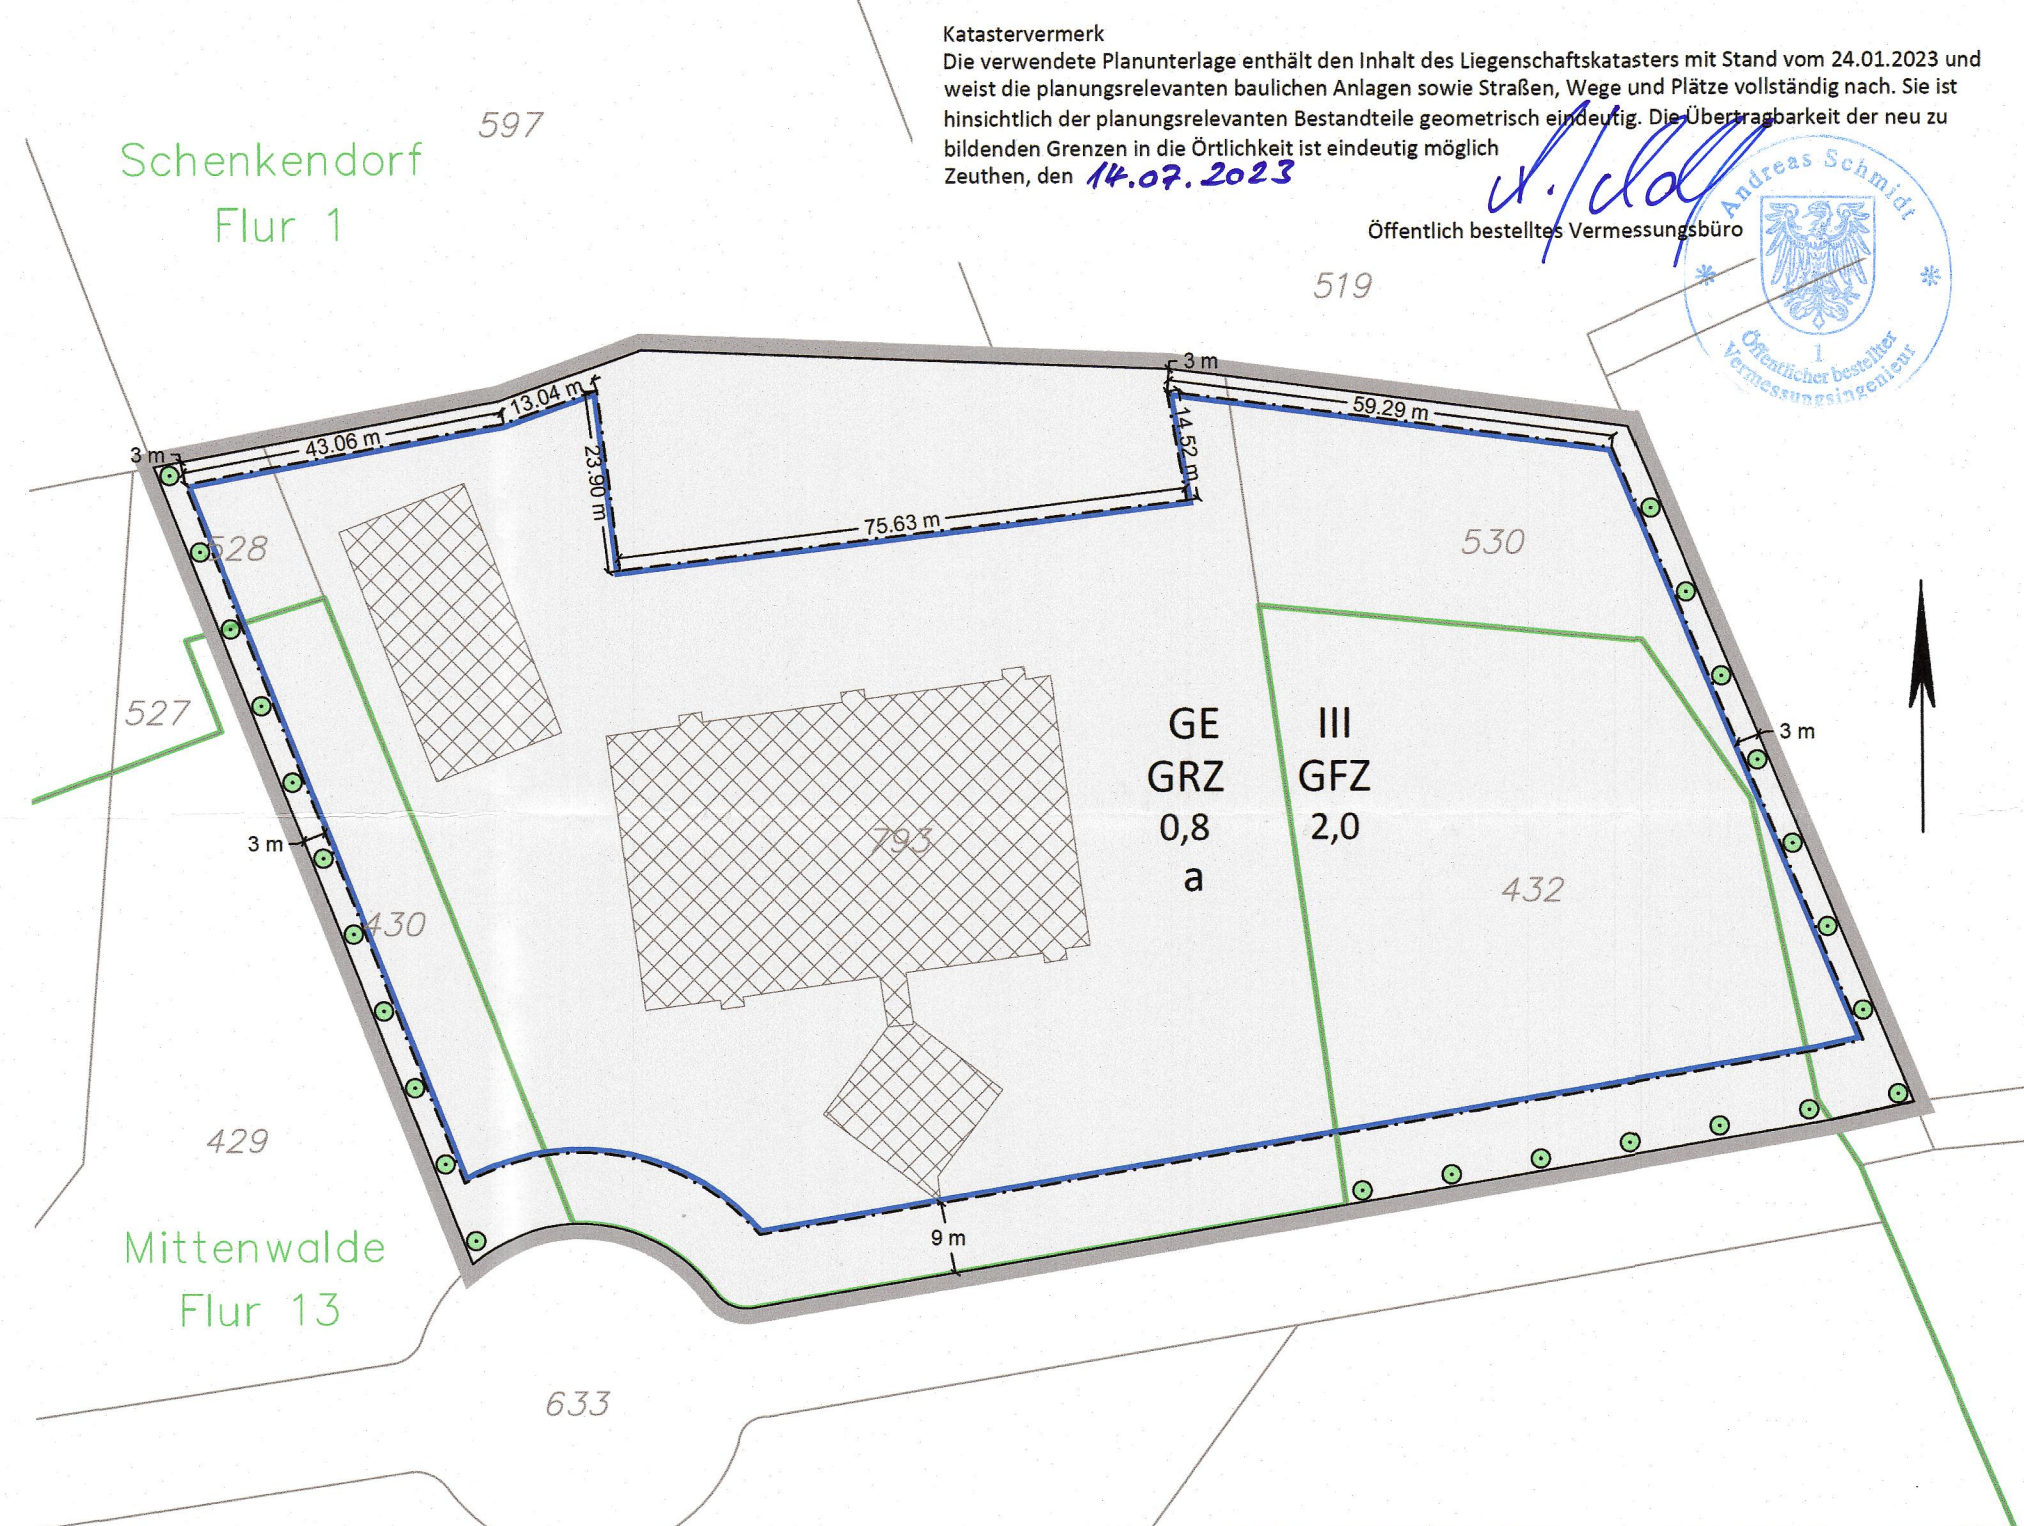 Katastervermerk
Die verwendete Planunterlage enthält den Inhalt des Liegenschaftskatasters mit Stand vom 24.01.2023 und
weist die planungsrelevanten baulichen Anlagen sowie Straßen, Wege und Plätze vollständig nach. Sie ist
hinsichtlich der planungsrelevanten Bestandteile geometrisch eindeutig. Die Übertragbarkeit der neu zu
bildenden Grenzen in die Örtlichkeit ist eindeutig möglich
Zeuthen, den 14.07.2023
Öffentlich bestelltes Vermessungsbüro
Andreas Schmidt
1
Öffentlicher bestellter
Vermessungsingenieur
597
Schenkendorf
Flur 1
519
3 m
13.04 m
59.29 m
43.06 m
3 m
14.52 m
23.90 m
75.63 m
528
530
527
GE
III
3 m
GRZ
GFZ
0,8
2,0
793
3 m
a
432
430
429
9 m
Mittenwalde
Flur 13
633